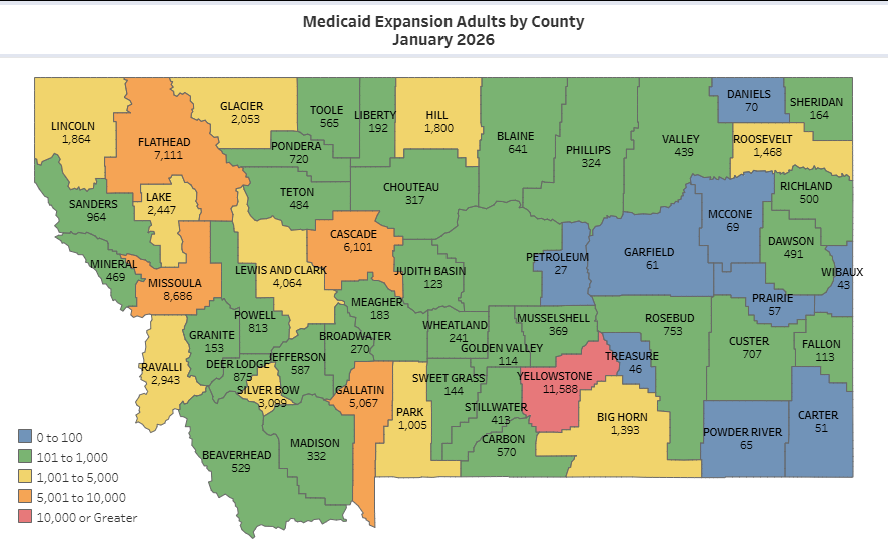 Medicaid Expansion Adults by County
January 2026
LINCOLN
1,864
FLATHEAD
7,111
GLACIER
2,053
TOOLE
565
LIBERTY
192
HILL
1,800
BLAINE
641
PHILLIPS
324
VALLEY
439
DANIELS
70
SHERIDAN
164
ROOSEVELT
1,468
PONDERA
720
TETON
484
CHOUTEAU
317
SANDERS
964
LAKE
2,447
RICHLAND
500
MCCONE
69
CASCADE
6,101
GARFIELD
61
DAWSON
491
PETROLEUM
27
WIBAUX
43
MINERAL
469
MISSOULA
8,686
LEWIS AND CLARK
4,064
JUDITH BASIN
123
PRAIRIE
57
MEAGHER
183
POWELL
813
GRANITE
153
BROADWATER
270
WHEATLAND
241
MUSSELSHELL
369
ROSEBUD
753
GOLDEN VALLEY
114
CUSTER
707
FALLON
113
TREASURE
46
DEER LODGE
875
JEFFERSON
587
RAVALLI
2,943
SILVER BOW
3,099
GALLATIN
5,067
SWEET GRASS
144
YELLOWSTONE
11,588
PARK
1,005
STILLWATER
413
BIG HORN
1,393
CARTER
51
POWDER RIVER
65
CARBON
570
MADISON
332
BEAVERHEAD
529
0 to 100
101 to 1,000
1,001 to 5,000
5,001 to 10,000
10,000 or Greater